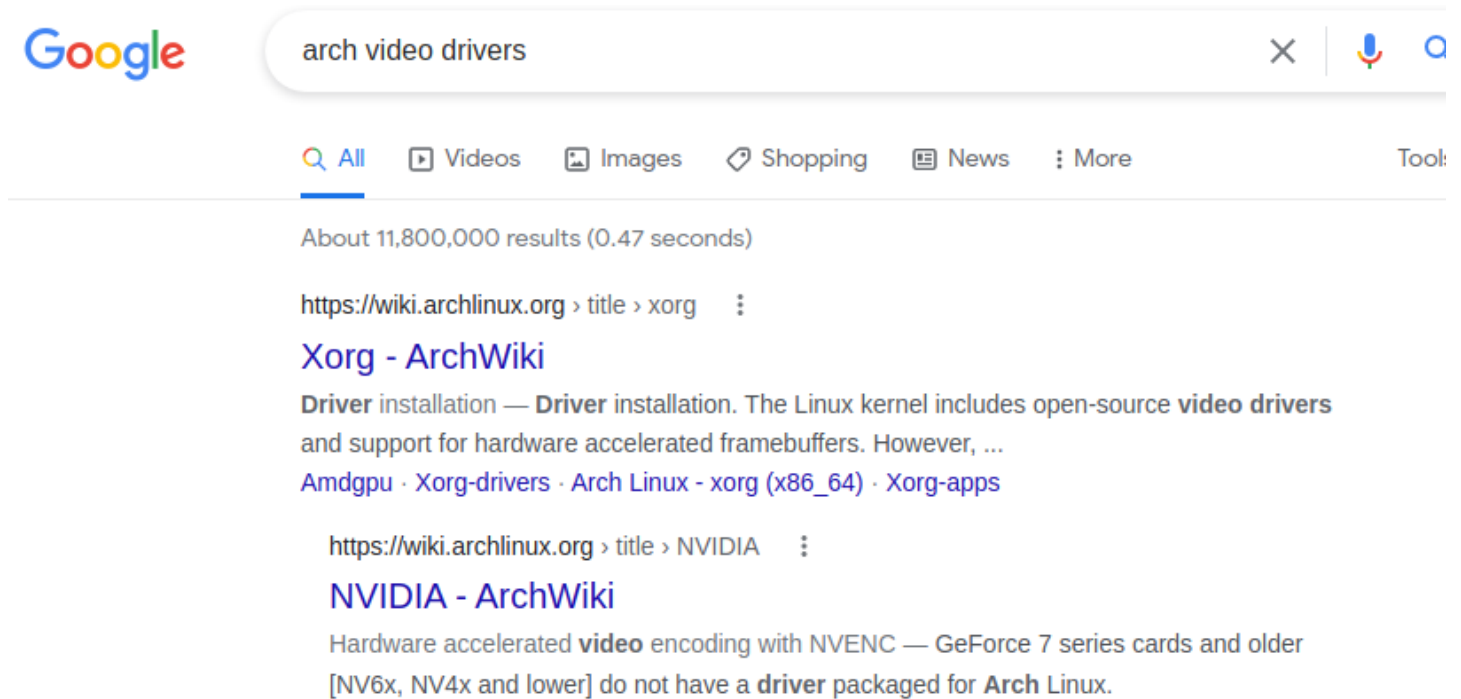 Google
arch video drivers
All Videos Images Shopping News More Tools
About 11,800,000 results (0.47 seconds)
https://wiki.archlinux.org › title › xorg
Xorg - ArchWiki
Driver installation — Driver installation. The Linux kernel includes open-source video drivers
and support for hardware accelerated framebuffers. However, ...
Amdgpu · Xorg-drivers · Arch Linux - xorg (x86_64) · Xorg-apps
https://wiki.archlinux.org › title › NVIDIA
NVIDIA - ArchWiki
Hardware accelerated video encoding with NVENC — GeForce 7 series cards and older
[NV6x, NV4x and lower] do not have a driver packaged for Arch Linux.